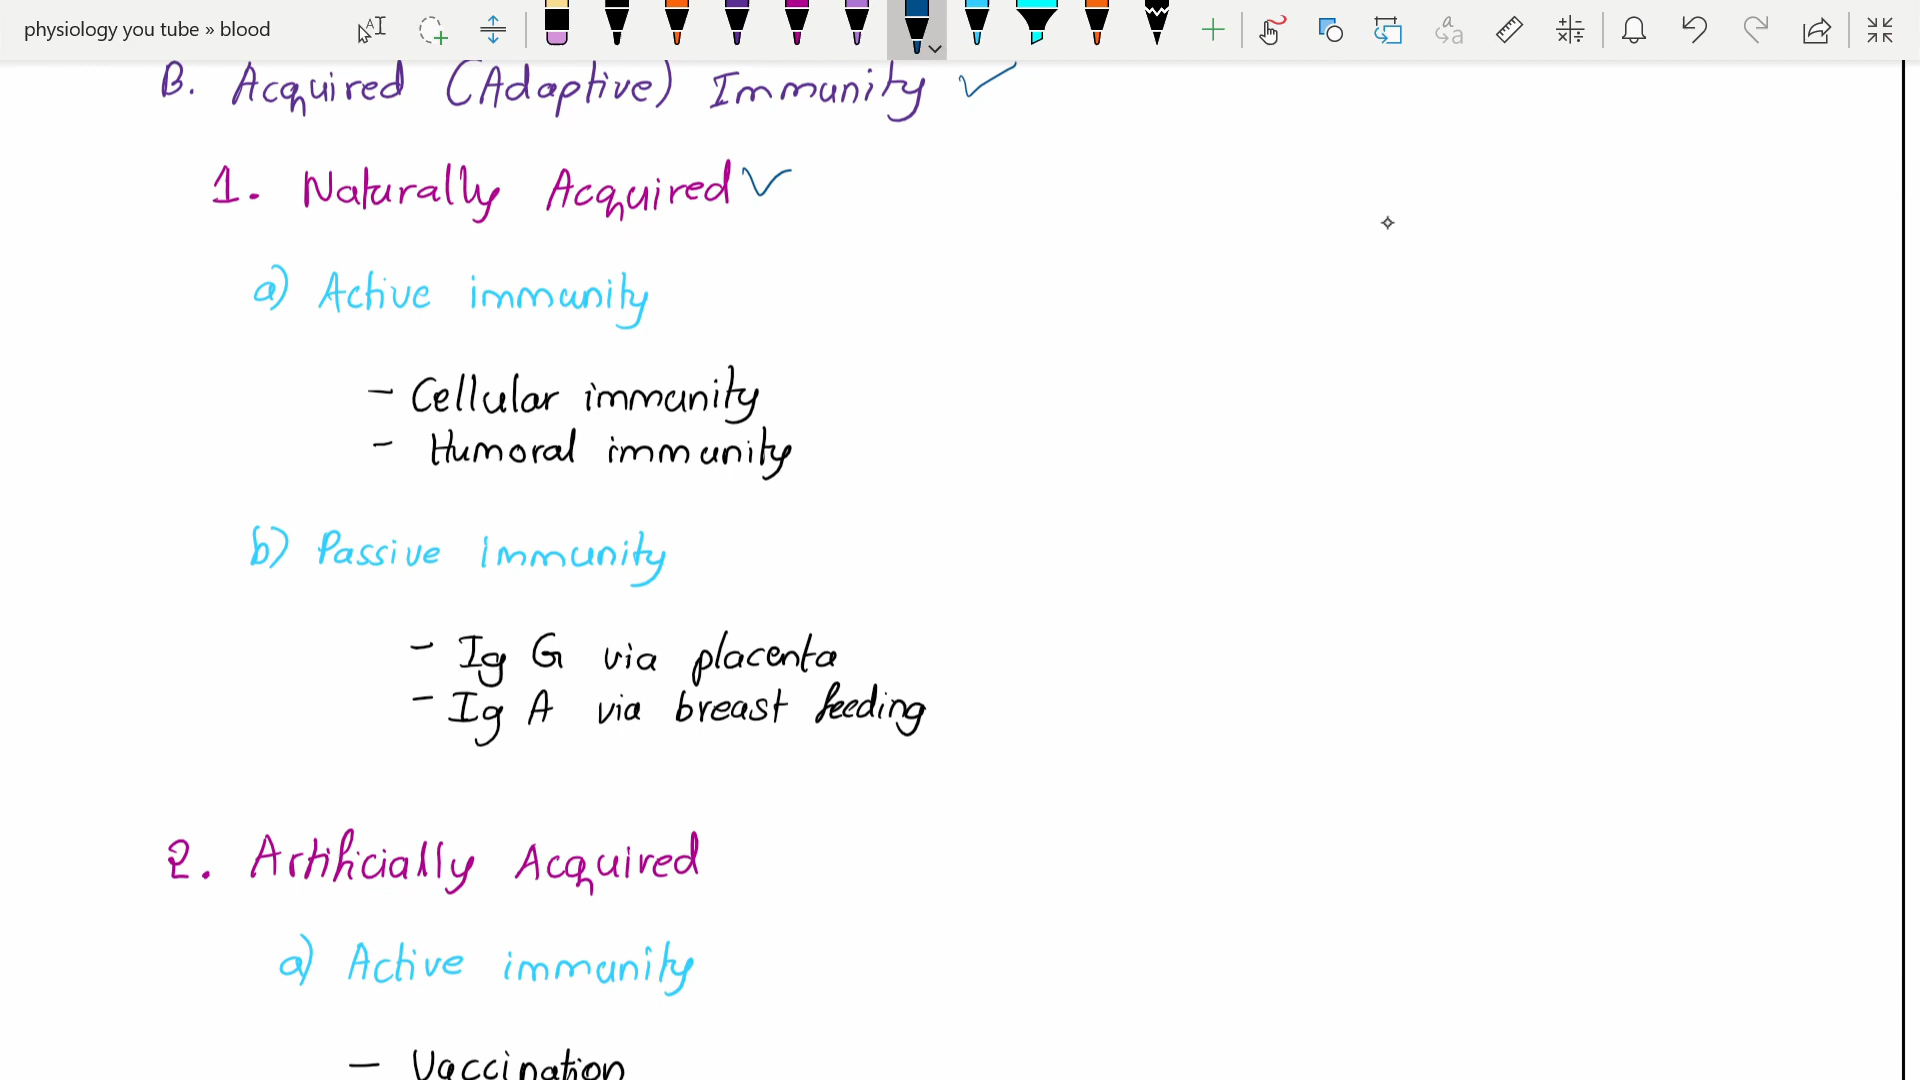 physiology you tube » blood
B. Acquired (Adaptive) Immunity
1. Naturally Acquired
a) Active immunity
- Cellular immunity
- Humoral immunity
b) Passive Immunity
- Ig G via placenta
- Ig A via breast feeding
2. Artificially Acquired
a) Active immunity
- Vaccination